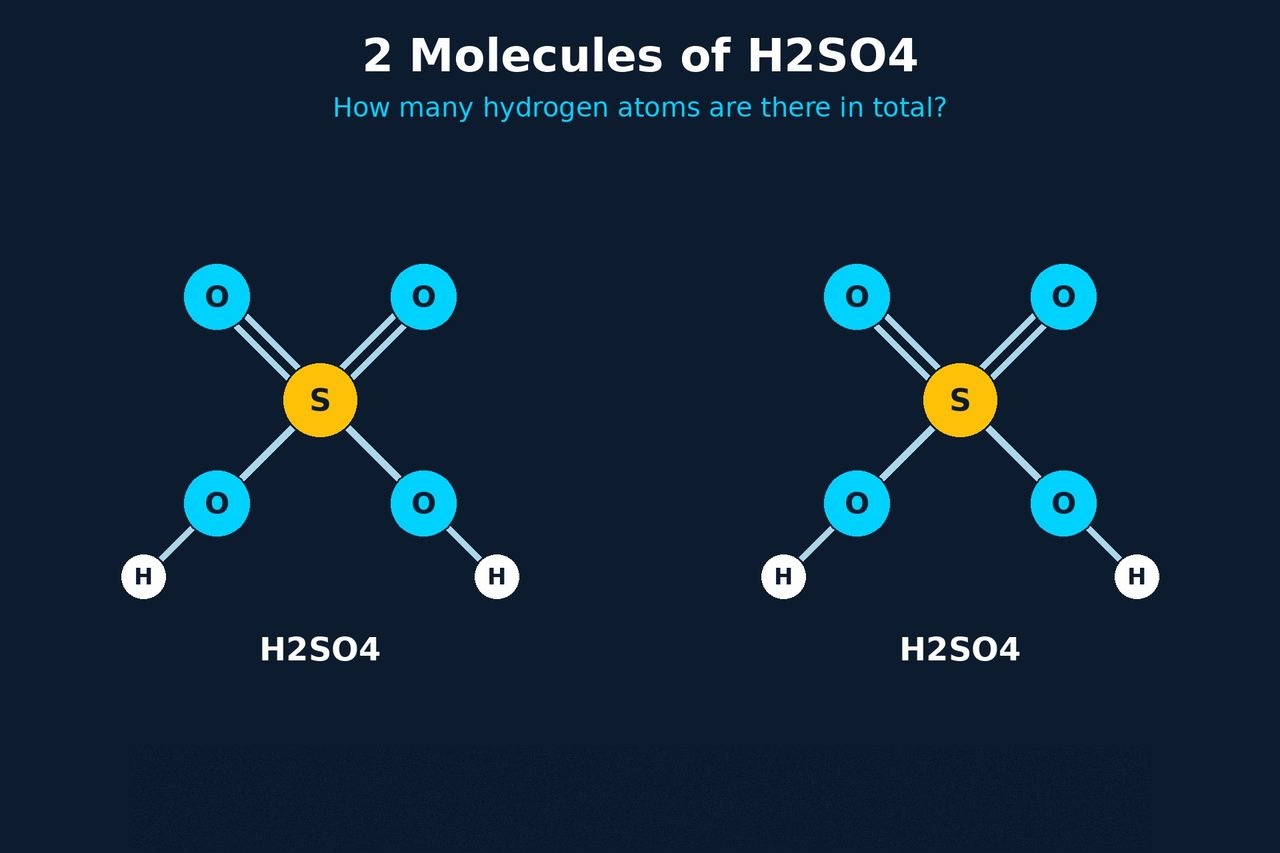 2 Molecules of H2SO4
How many hydrogen atoms are there in total?
O O O O
S S
O O O O
H H H H
H2SO4 H2SO4